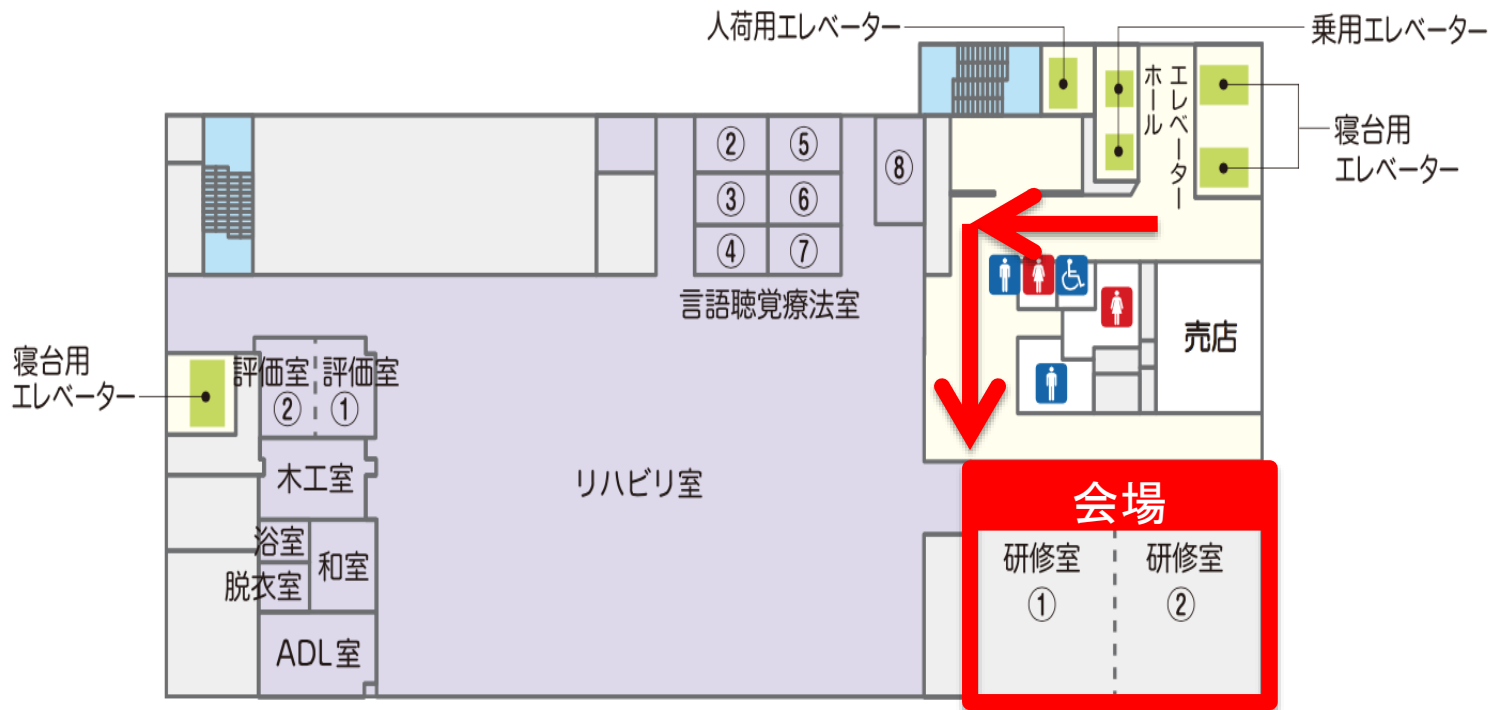 人荷用エレベーター
乗用エレベーター
エレベーター
ホール
寝台用
エレベーター
②
⑤
⑧
③
⑥
④
⑦
言語聴覚療法室
売店
寝台用
エレベーター
評価室
②
評価室
①
木工室
リハビリ室
浴室
和室
脱衣室
ADL室
会場
研修室
①
研修室
②